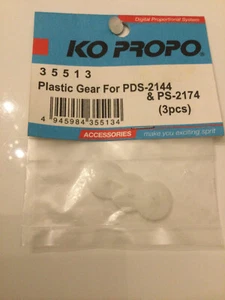 Digital Proportional System
KO PROPO
35513
Plastic Gear For PDS-2144
& PS-2174
(3pcs)
4 945984 355134
ACCESSORIES
make you exciting sprit